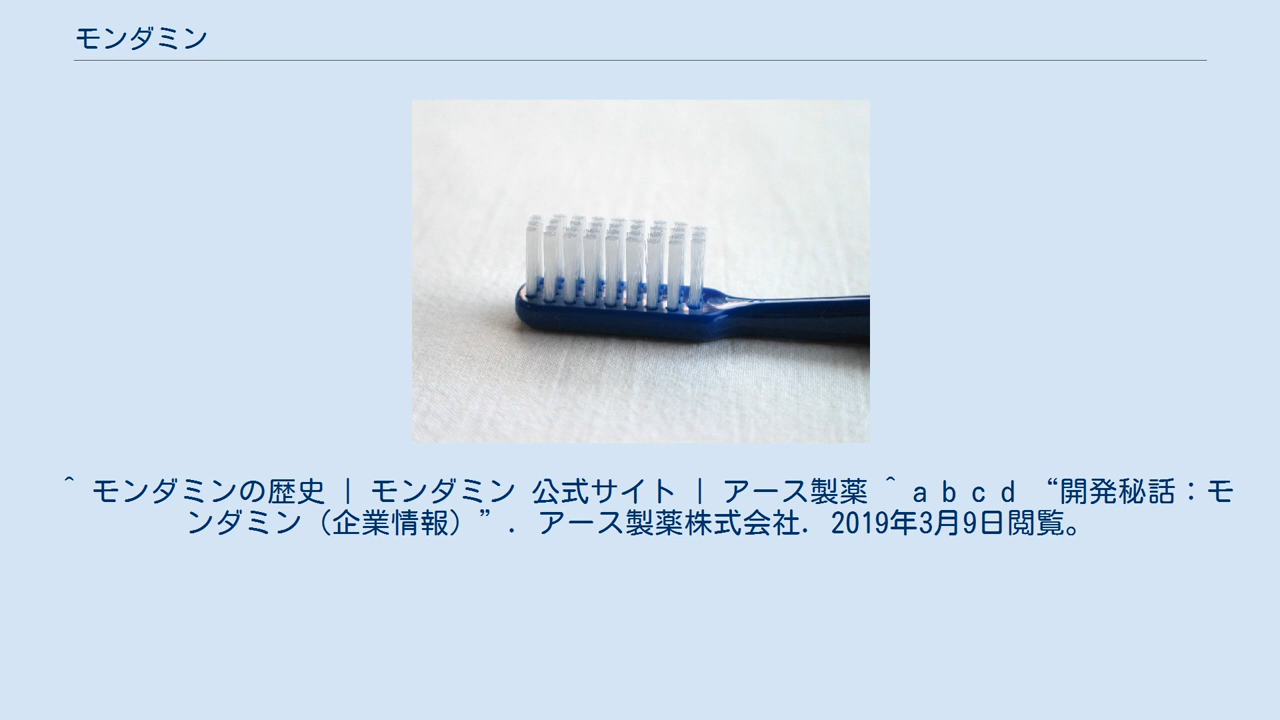 モンダミン
^ モンダミンの歴史 | モンダミン 公式サイト | アース製薬 ^ a b c d “開発秘話：モ
ンダミン（企業情報）”. アース製薬株式会社. 2019年3月9日閲覧。